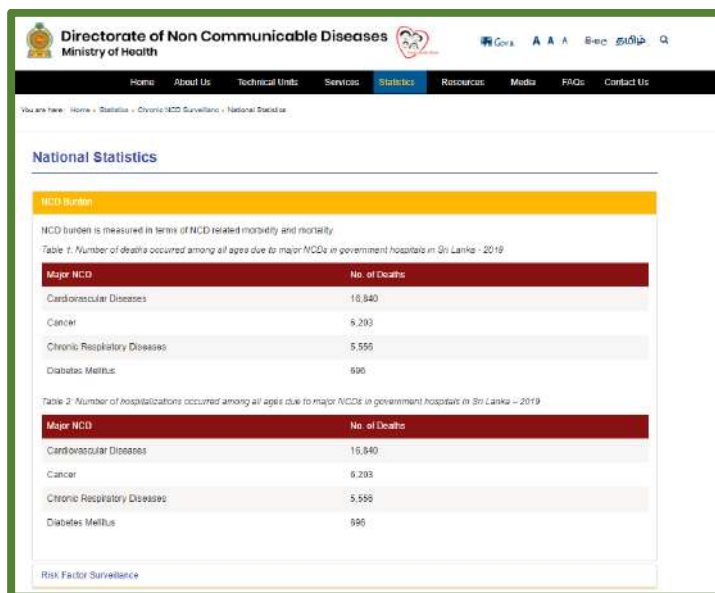 Directorate of Non Communicable Diseases
Ministry of Health
A A A தமிழ்
Home About Us Technical Units Services Statistics Resources Media FAQs Contact Us
You are here: Home Statistics Chronic NCD Surveillanc National Statistics
National Statistics
NCD Burden
NCD burden is measured in terms of NCD related morbidity and mortality
Table 1: Number of deaths occurred among all ages due to major NCDs in government hospitals in Sri Lanka - 2019
Major NCD No. of Deaths
Cardiovascular Diseases 16,840
Cancer 6,203
Chronic Respiratory Diseases 5,556
Diabetes Mellitus 696
Table 2: Number of hospitalizations occurred among all ages due to major NCDs in government hospitals in Sri Lanka – 2019
Major NCD No. of Deaths
Cardiovascular Diseases 16,840
Cancer 6,203
Chronic Respiratory Diseases 5,556
Diabetes Mellitus 696
Risk Factor Surveillance